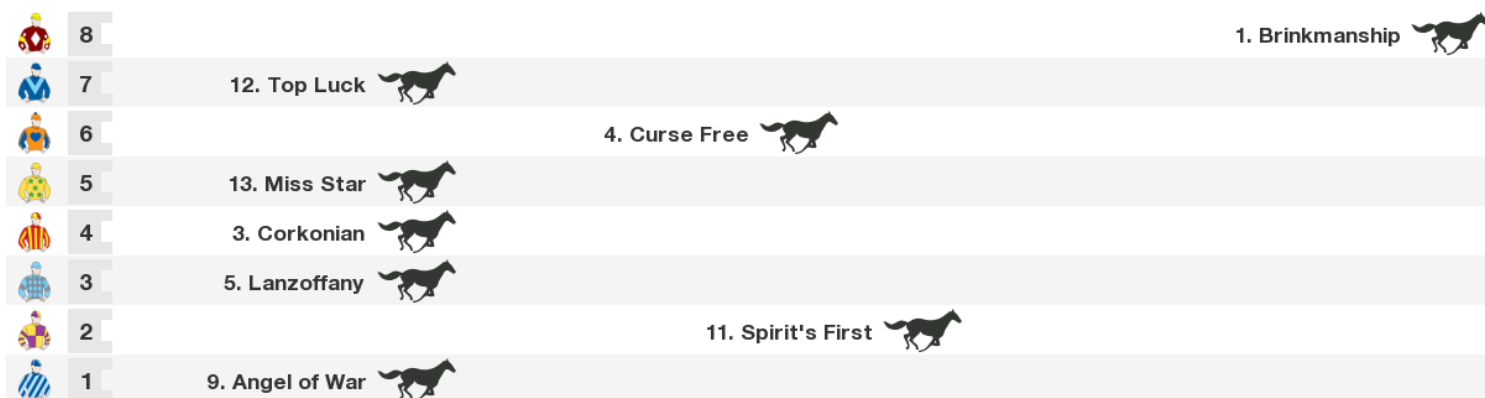 8 1. Brinkmanship
7 12. Top Luck
6 4. Curse Free
5 13. Miss Star
4 3. Corkonian
3 5. Lanzoffany
2 11. Spirit's First
1 9. Angel of War